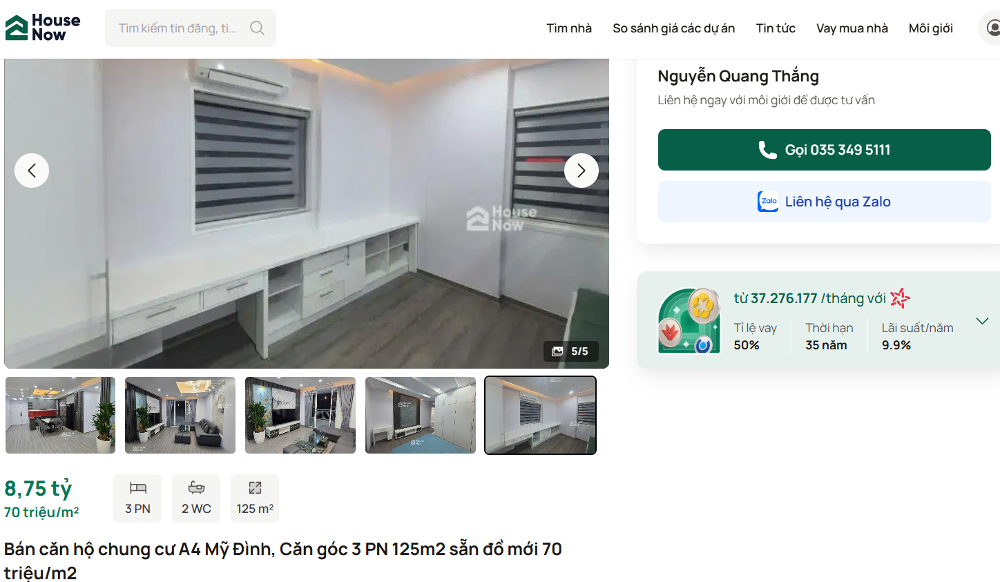 House
Now
Tìm kiếm tin đăng, ti...
Tìm nhà
So sánh giá các dự án
Tin tức
Vay mua nhà
Môi giới
Nguyễn Quang Thắng
Liên hệ ngay với môi giới để được tư vấn
Gọi 035 349 5111
Zalo
Liên hệ qua Zalo
House
Now
5/5
từ 37.276.177 /tháng với
Tỉ lệ vay
50%
Thời hạn
35 năm
Lãi suất/năm
9.9%
8,75 tỷ
70 triệu/m²
3 PN
2 WC
125 m²
Bán căn hộ chung cư A4 Mỹ Đình, Căn góc 3 PN 125m2 sẵn đồ mới 70
triệu/m2